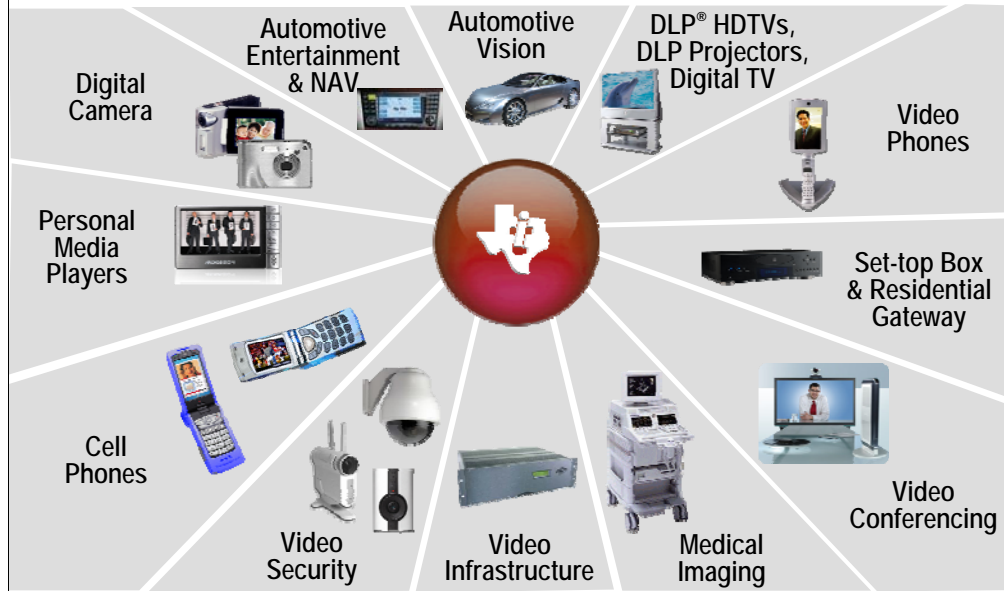 Automotive
Entertainment
& NAV
Automotive
Vision
DLP® HDTVs,
DLP Projectors,
Digital TV
Digital
Camera
Video
Phones
Personal
Media
Players
Set-top Box
& Residential
Gateway
Cell
Phones
Video
Conferencing
Video
Security
Video
Infrastructure
Medical
Imaging